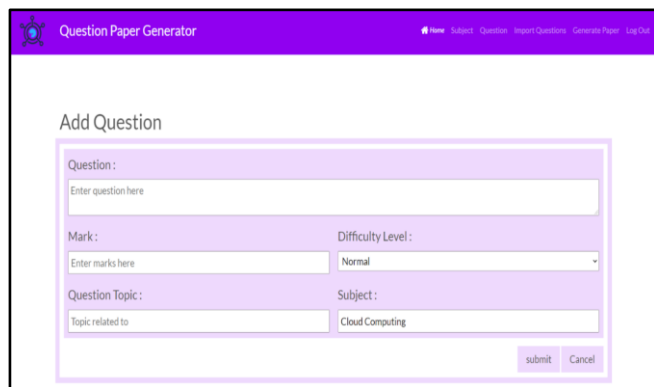 Question Paper Generator
Home Subject Question Import Questions Generate Paper Log Out
Add Question
Question :
Enter question here
Mark : Difficulty Level :
Enter marks here Normal
Question Topic : Subject :
Topic related to Cloud Computing
submit Cancel